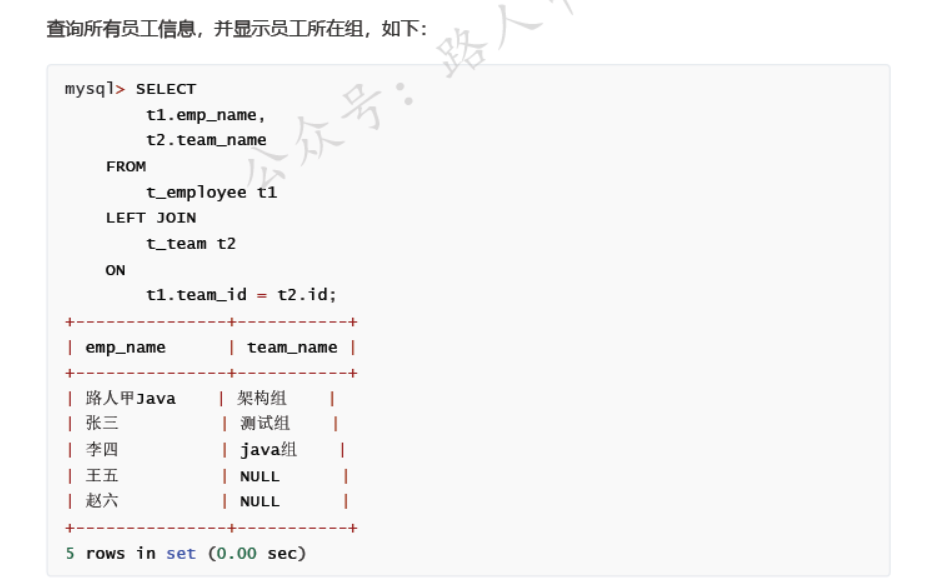 查询所有员工信息，并显示员工所在组，如下：
mysql> SELECT
        t1.emp_name,
        t2.team_name
    FROM
        t_employee t1
    LEFT JOIN
        t_team t2
    ON
        t1.team_id = t2.id;
+---------------+-----------+
| emp_name      | team_name |
+---------------+-----------+
| 路人甲Java    | 架构组    |
| 张三          | 测试组    |
| 李四          | java组    |
| 王五          | NULL      |
| 赵六          | NULL      |
+---------------+-----------+
5 rows in set (0.00 sec)
公众号：路人